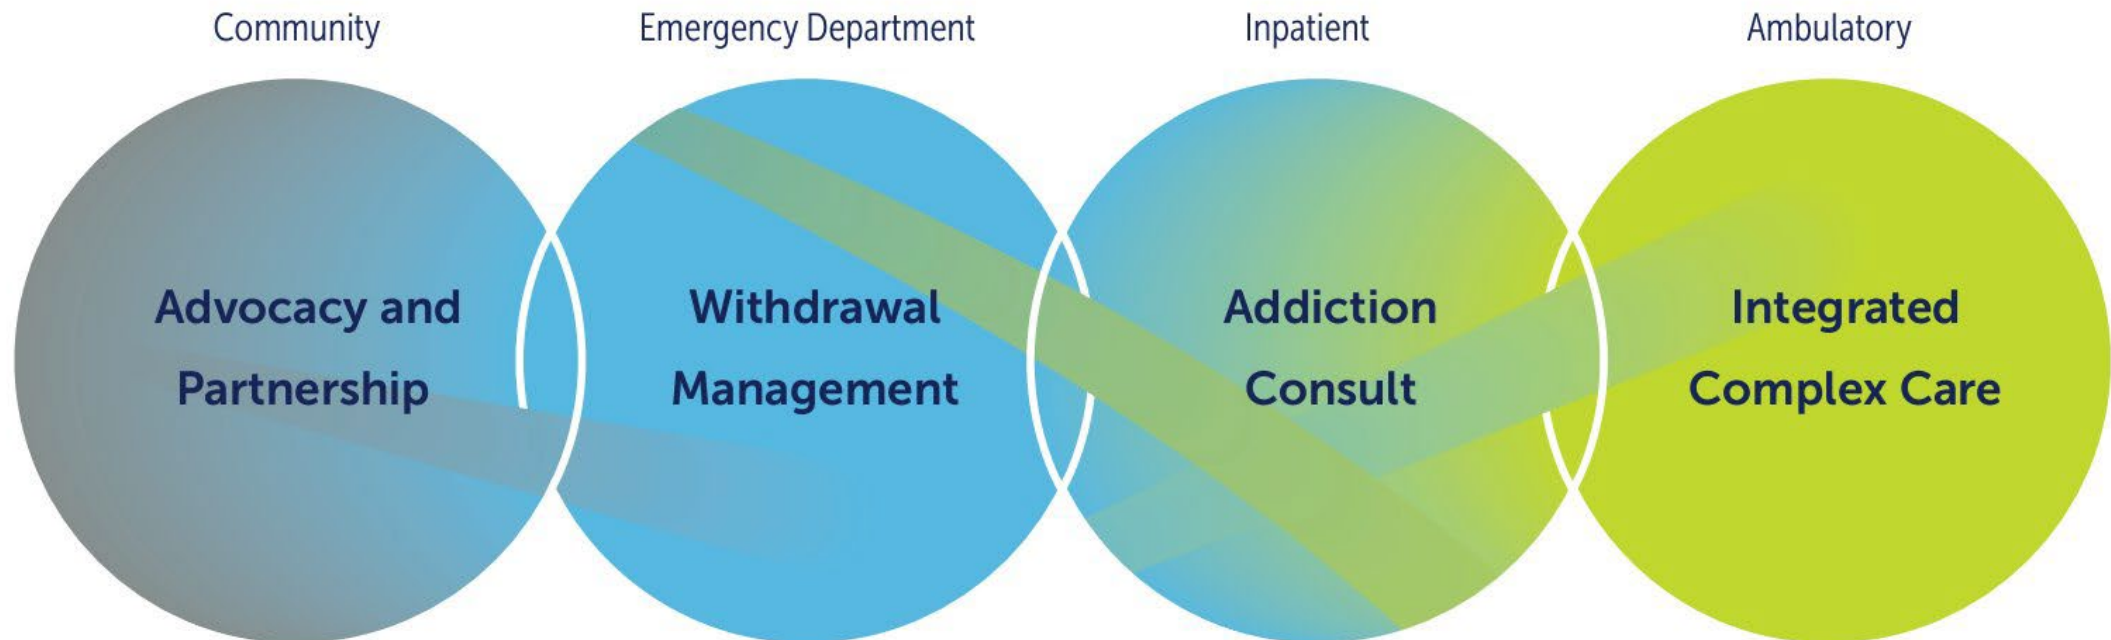 Community
Emergency Department
Inpatient
Ambulatory
Advocacy and
Partnership
Withdrawal
Management
Addiction
Consult
Integrated
Complex Care